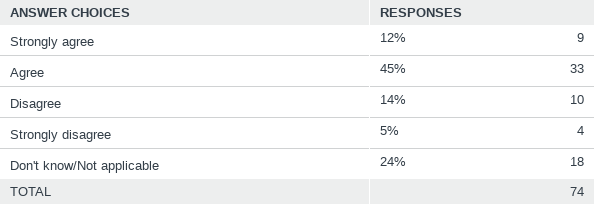 ANSWER CHOICES RESPONSES
Strongly agree 12% 9
Agree 45% 33
Disagree 14% 10
Strongly disagree 5% 4
Don't know/Not applicable 24% 18
TOTAL 74